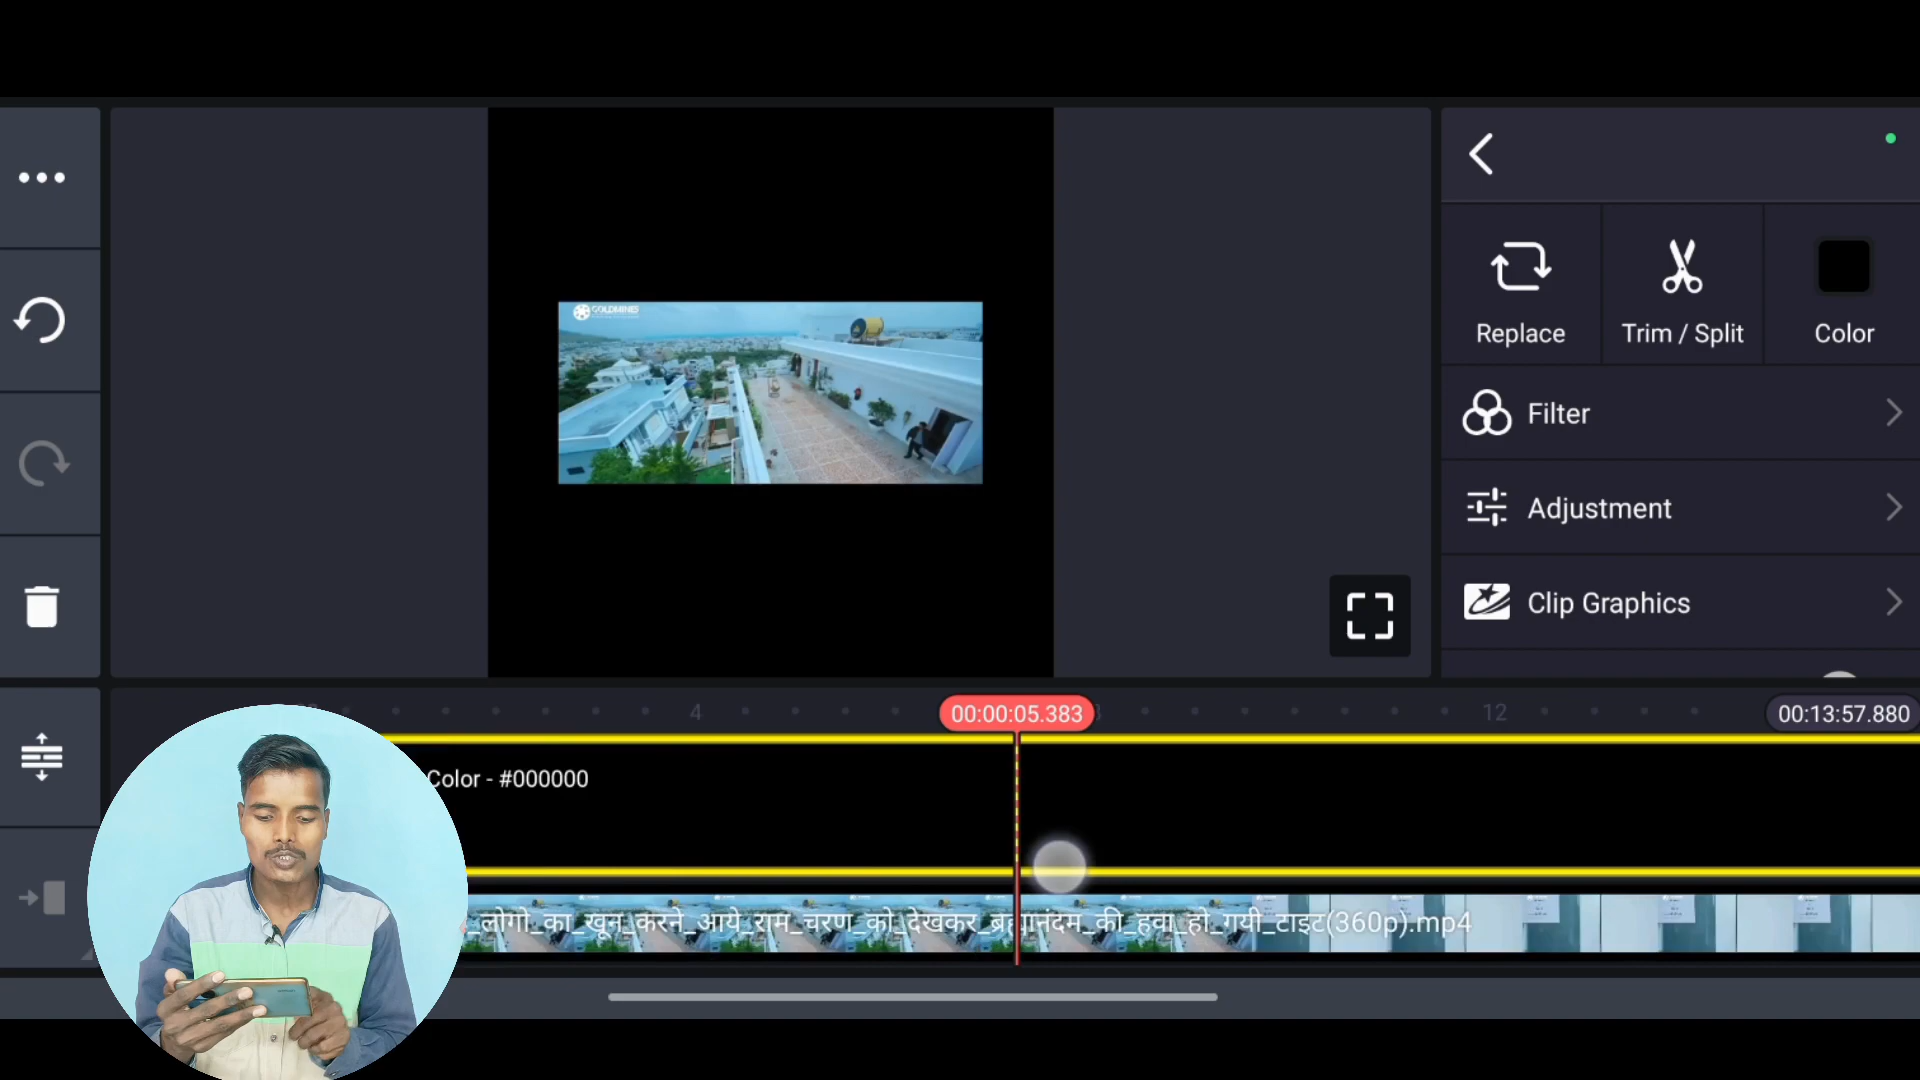 GOLDMINES
Replace
Trim / Split
Color
Filter
Adjustment
Clip Graphics
4
00:00:05.383
12
00:13:57.880
Color - #000000
_लोगो_का_खून_करने_आये_राम_चरण_को_देखकर_ब्रह्मानंदम_की_हवा_हो_गयी_टाइट(360p).mp4